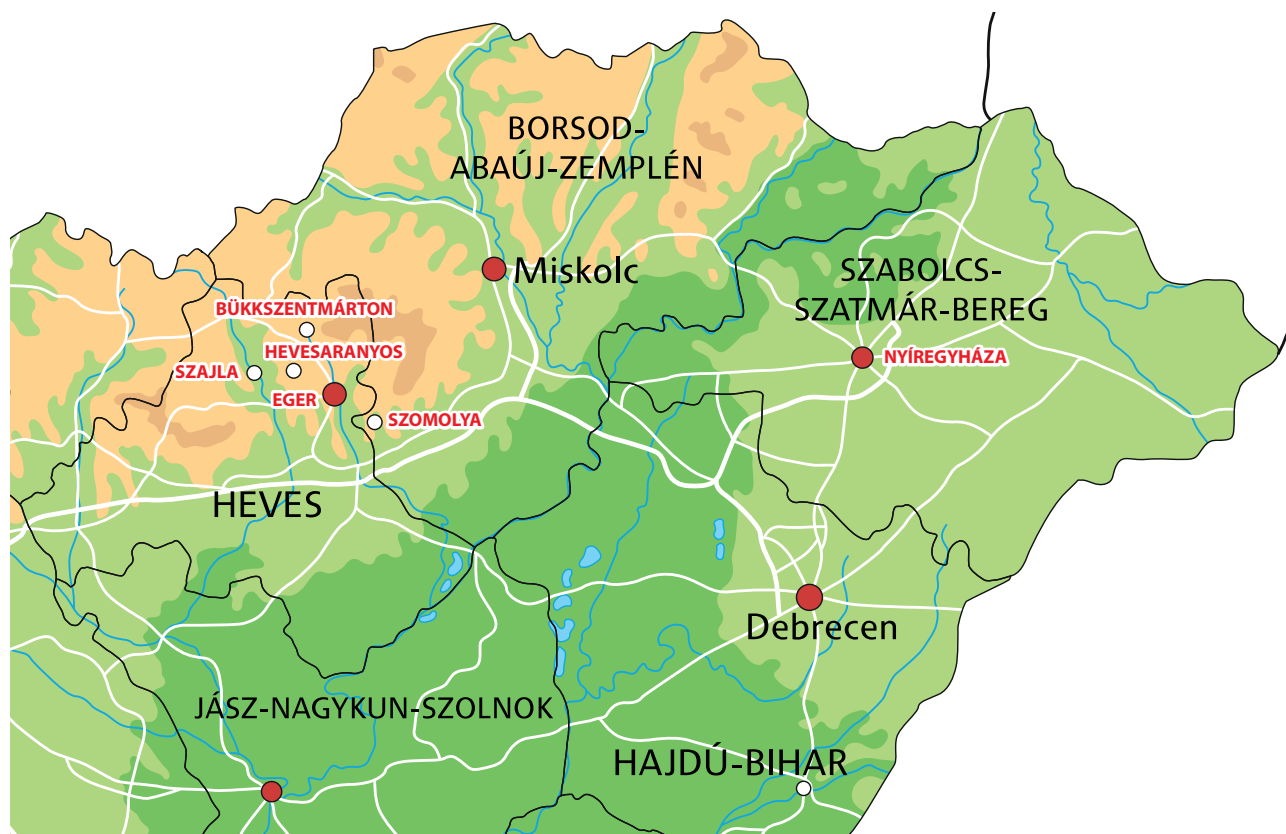 BORSOD-
ABAÚJ-ZEMPLÉN
Miskolc
SZABOLCS-
SZATMÁR-BEREG
BÜKKSZENTMÁRTON
HEVESARANYOS
SZAJLA
EGER
SZOMOLYA
NYÍREGYHÁZA
HEVES
Debrecen
JÁSZ-NAGYKUN-SZOLNOK
HAJDÚ-BIHAR